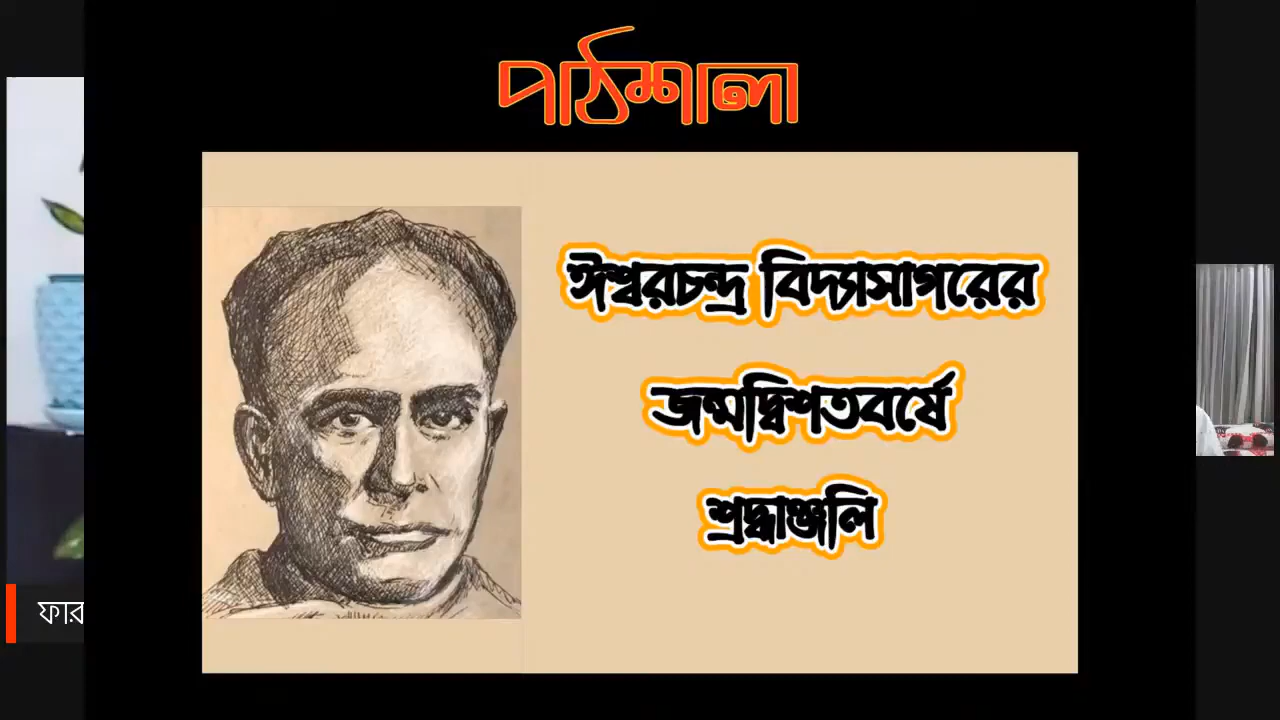 পাঠশালা
ঈশ্বরচন্দ্র বিদ্যাসাগরের
জন্মদ্বিশতবর্ষে
শ্রদ্ধাঞ্জলি